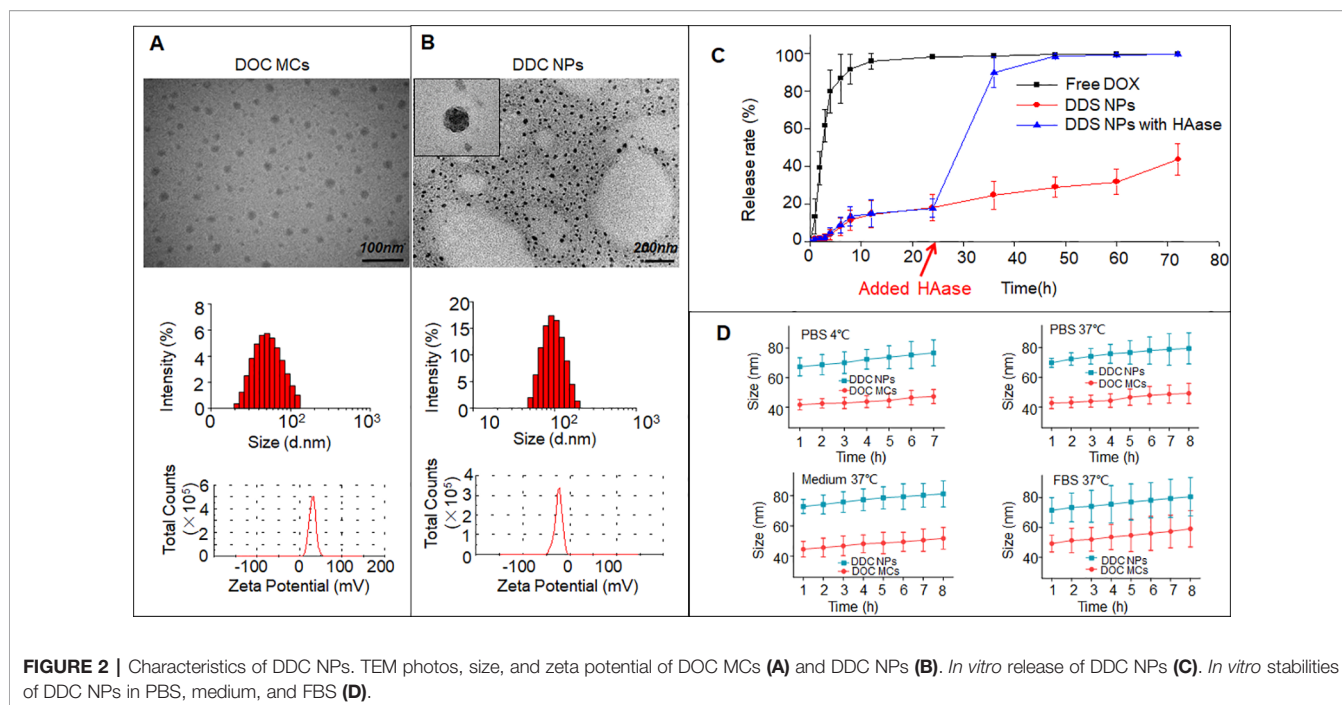 A
DOC MCs
100nm
Intensity (%)
8
6
4
2
0
0
10²
10³
Size (d.nm)
Total Counts
(×10⁵)
6
4
2
0
-100
0
100
200
Zeta Potential (mV)
B
DDC NPs
200nm
Intensity (%)
20
15
10
5
0
10
10²
10³
Size (d.nm)
Total Counts
(×10⁵)
4
3
2
1
0
-100
0
100
Zeta Potential (mV)
C
Release rate (%)
100
80
60
40
20
0
Free DOX
DDS NPs
DDS NPs with HAase
0 10 20 30 40 50 60 70 80
Added HAase
Time(h)
D
PBS 4℃
Size (nm)
80
60
40
DDC NPs
DOC MCs
1 2 3 4 5 6 7
Time (h)
PBS 37℃
Size (nm)
80
60
40
DDC NPs
DOC MCs
1 2 3 4 5 6 7 8
Time (h)
Medium 37℃
Size (nm)
80
60
40
DDC NPs
DOC MCs
1 2 3 4 5 6 7 8
Time (h)
FBS 37℃
Size (nm)
80
60
40
DDC NPs
DOC MCs
1 2 3 4 5 6 7 8
Time (h)
FIGURE 2 | Characteristics of DDC NPs. TEM photos, size, and zeta potential of DOC MCs (A) and DDC NPs (B). In vitro release of DDC NPs (C). In vitro stabilities
of DDC NPs in PBS, medium, and FBS (D).